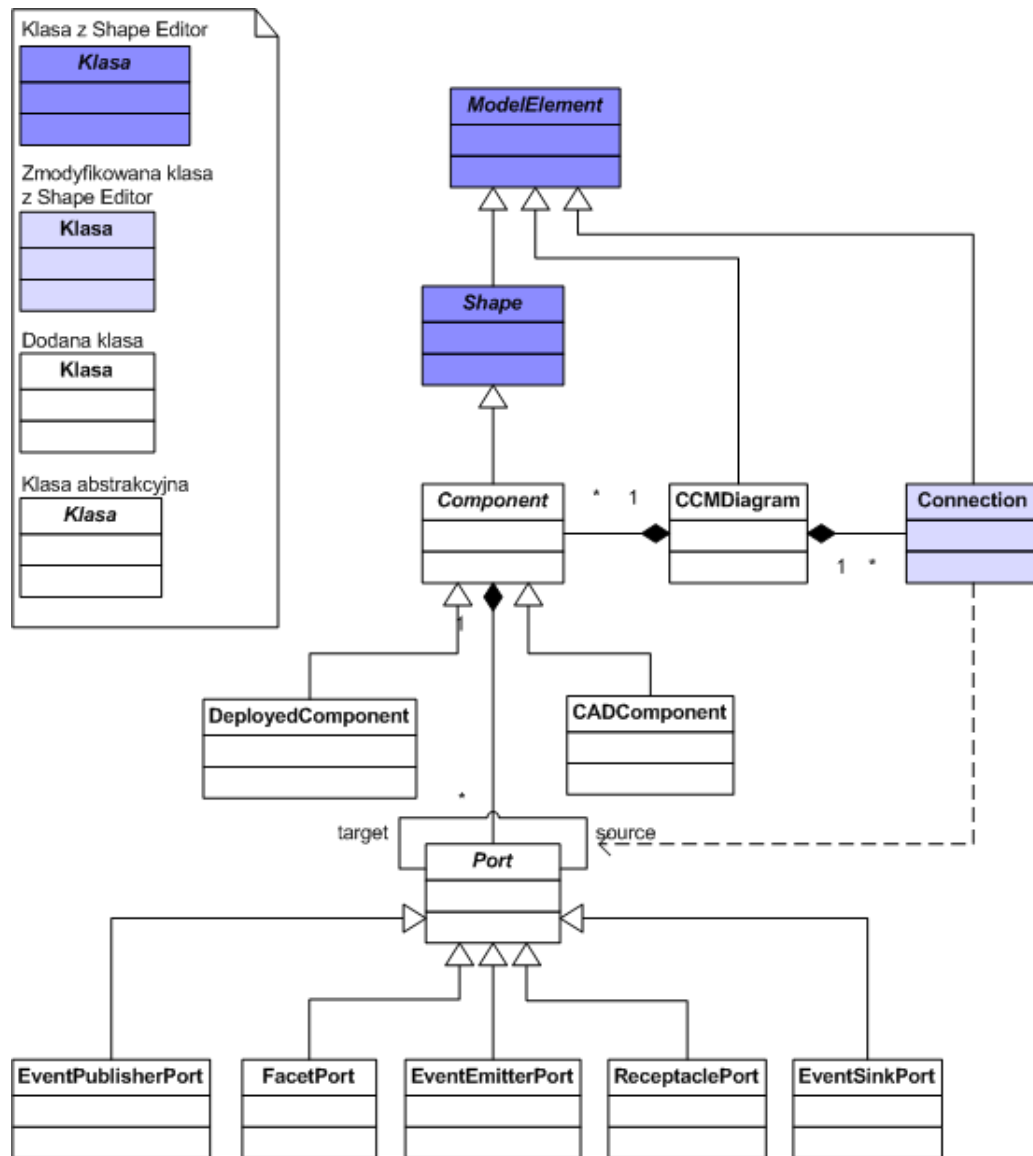 Klasa z Shape Editor
Klasa
Zmodyfikowana klasa
z Shape Editor
Klasa
Dodana klasa
Klasa
Klasa abstrakcyjna
Klasa
ModelElement
Shape
Component
* 1
CCMDiagram
1 *
Connection
1
DeployedComponent
CADComponent
*
target
source
Port
EventPublisherPort
FacetPort
EventEmitterPort
ReceptaclePort
EventSinkPort